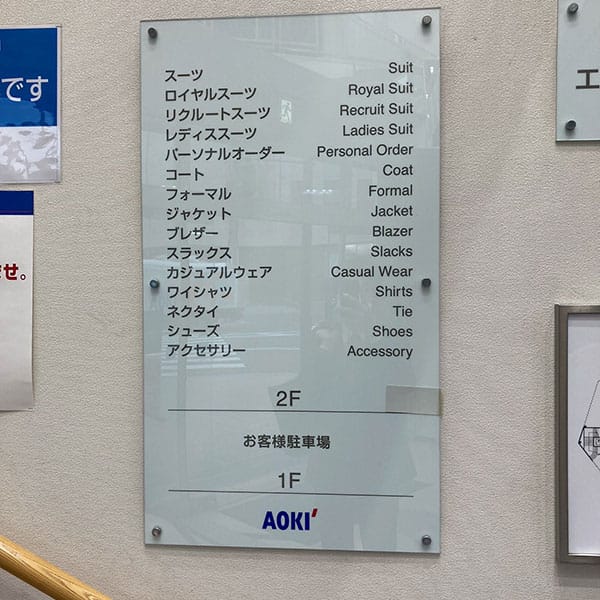 です
せ。
エ
スーツ Suit
ロイヤルスーツ Royal Suit
リクルートスーツ Recruit Suit
レディススーツ Ladies Suit
パーソナルオーダー Personal Order
コート Coat
フォーマル Formal
ジャケット Jacket
ブレザー Blazer
スラックス Slacks
カジュアルウェア Casual Wear
ワイシャツ Shirts
ネクタイ Tie
シューズ Shoes
アクセサリー Accessory
2F
お客様駐車場
1F
AOKI'